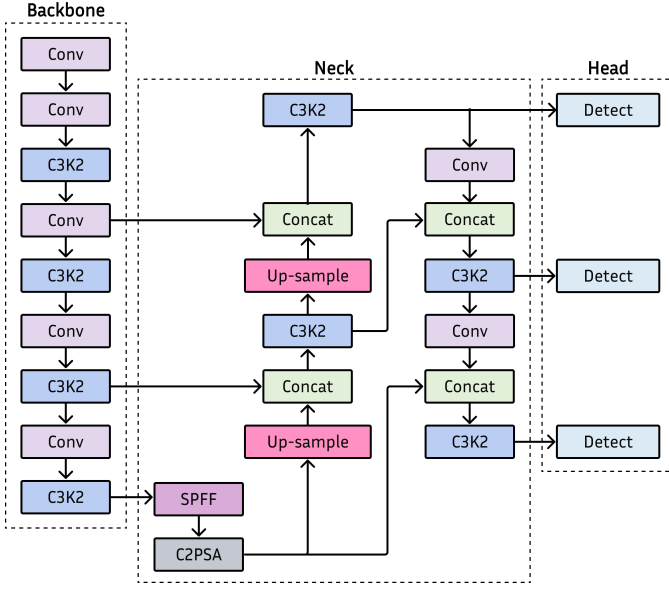 Backbone
Conv
Conv
C3K2
Conv
C3K2
Conv
C3K2
Conv
C3K2
Neck
C3K2
Concat
Up-sample
C3K2
Concat
Up-sample
SPFF
C2PSA
Conv
Concat
C3K2
Conv
Concat
C3K2
Head
Detect
Detect
Detect